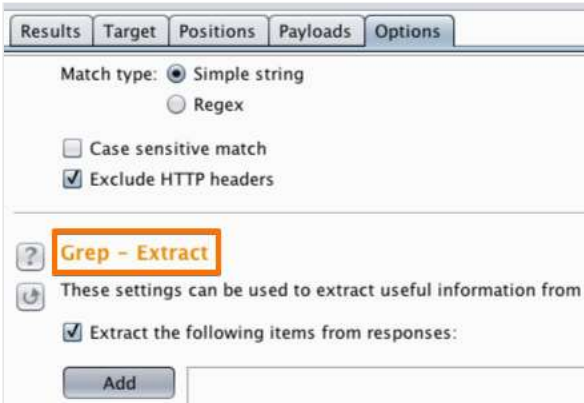 Results Target Positions Payloads Options
Match type: Simple string
Regex
Case sensitive match
Exclude HTTP headers
? Grep - Extract
These settings can be used to extract useful information from
Extract the following items from responses:
Add